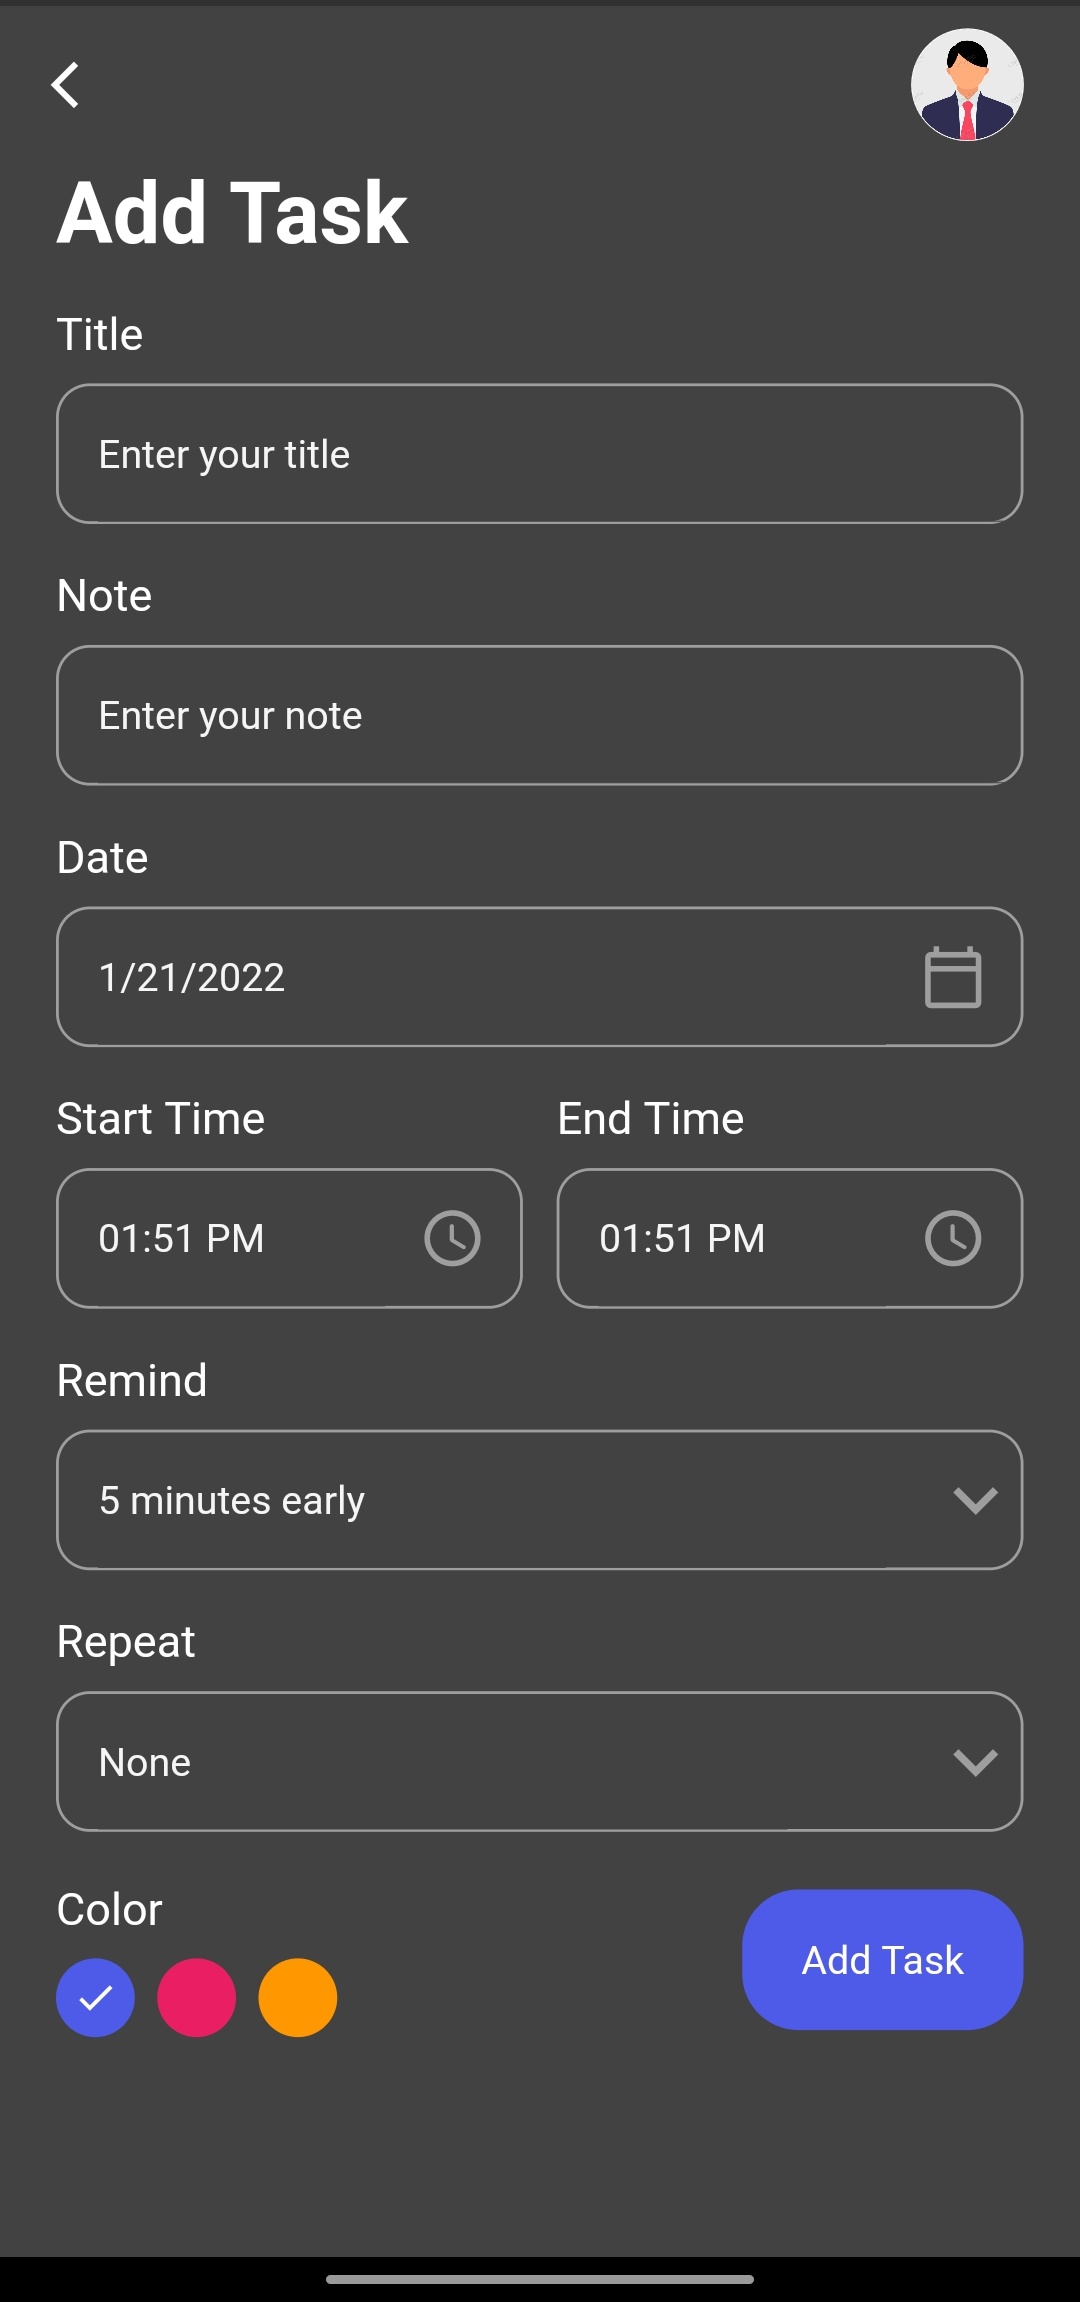 Add Task
Title
Enter your title
Note
Enter your note
Date
1/21/2022
Start Time
End Time
01:51 PM
01:51 PM
Remind
5 minutes early
Repeat
None
Color
Add Task